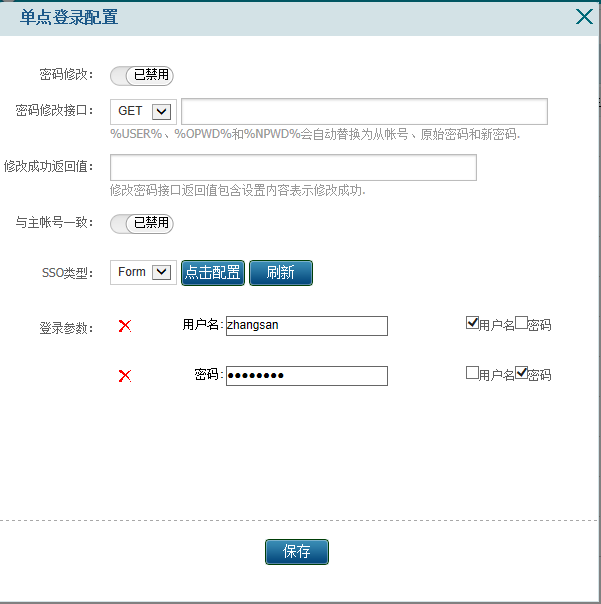 单点登录配置
密码修改： 已禁用
密码修改接口： GET
%USER%、%OPWD%和%NPWD%会自动替换为从帐号、原始密码和新密码.
修改成功返回值：
修改密码接口返回值包含设置内容表示修改成功.
与主帐号一致： 已禁用
SSO类型： Form 点击配置 刷新
登录参数： 用户名: zhangsan 用户名 密码
密码: ●●●●●●●● 用户名 密码
保存